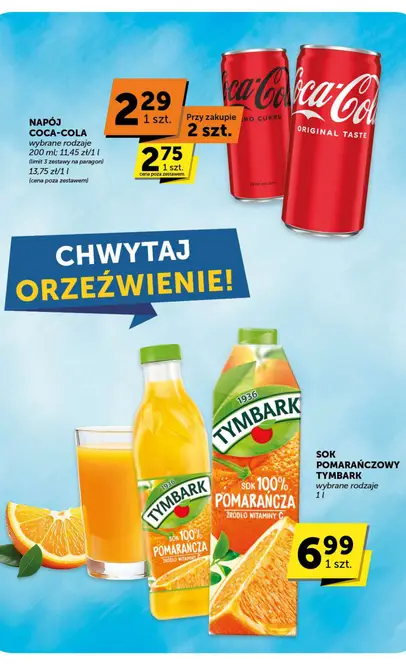 NAPÓJ
COCA-COLA
wybrane rodzaje
200 ml; 11,45 zł/1 l
(limit 3 zestawy na paragon)
13,75 zł/1 l
(cena poza zestawem)
2 29
1 szt.
Przy zakupie
2 szt.
2 75
1 szt.
cena poza zestawem
Coca-Cola
Coca-Cola
ORIGINAL TASTE
CHWYTAJ
ORZEŹWIENIE!
1936
TYMBARK
SOK 100%
POMARAŃCZA
ŹRÓDŁO WITAMINY C
1936
TYMBARK
SOK 100%
POMARAŃCZA
ŹRÓDŁO WITAMINY C
SOK
POMARAŃCZOWY
TYMBARK
wybrane rodzaje
1 l
6 99
1 szt.